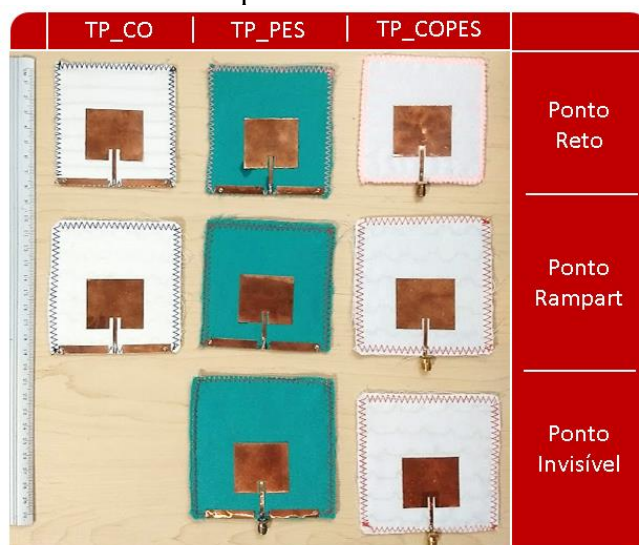 TP_CO TP_PES TP_COPES
Ponto
Reto
Ponto
Rampart
Ponto
Invisível